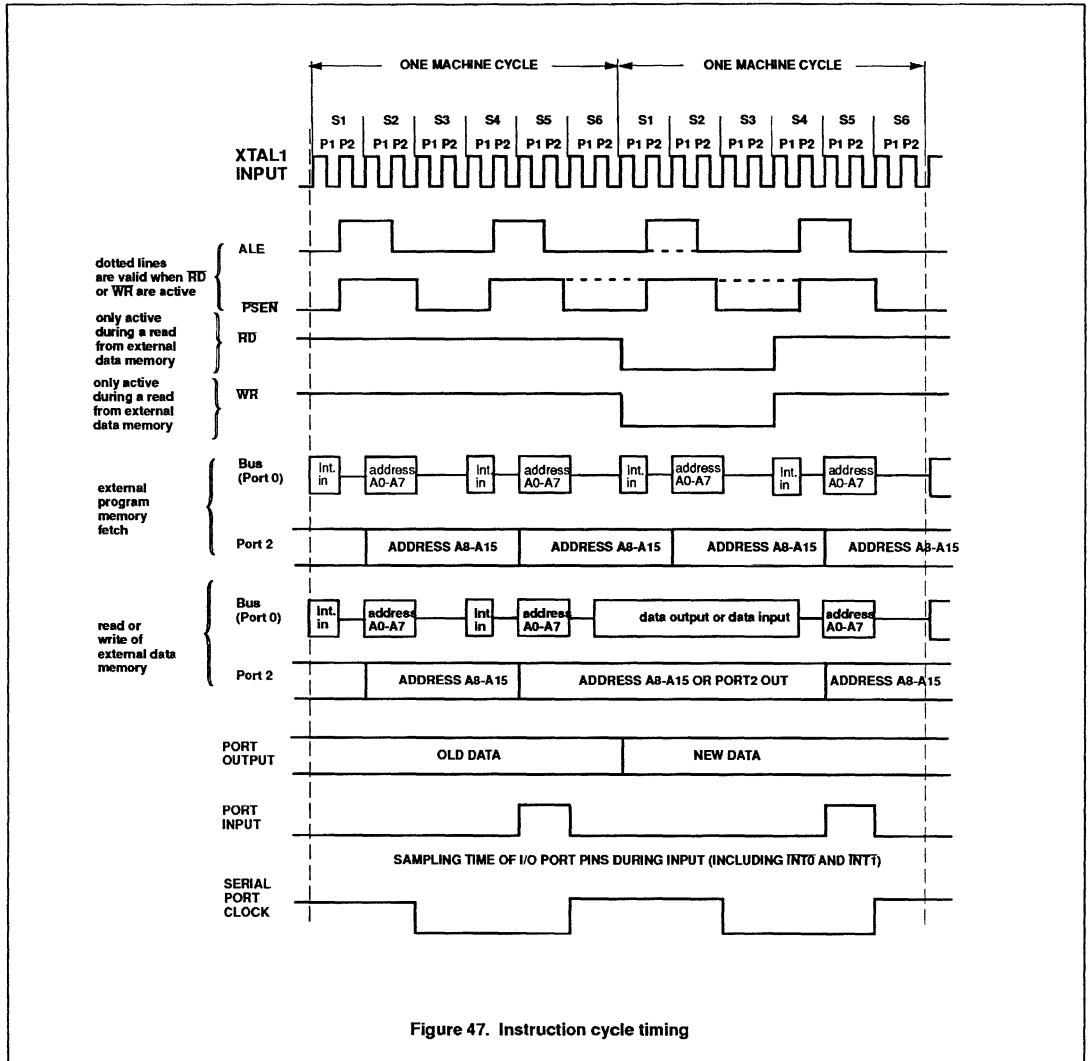 ONE MACHINE CYCLE ONE MACHINE CYCLE
S1 S2 S3 S4 S5 S6 S1 S2 S3 S4 S5 S6
P1 P2 P1 P2 P1 P2 P1 P2 P1 P2 P1 P2 P1 P2 P1 P2 P1 P2 P1 P2 P1 P2 P1 P2
XTAL1
INPUT
ALE
dotted lines
are valid when R̅D̅
or W̅R̅ are active
P̅S̅E̅N̅
only active
during a read
from external
data memory
R̅D̅
only active
during a read
from external
data memory
W̅R̅
external
program
memory
fetch
Bus
(Port 0)
Int.
in
address
A0-A7
Int
in
address
A0-A7
Int.
in
address
A0-A7
Int.
in
address
A0-A7
Port 2
ADDRESS A8-A15 ADDRESS A8-A15 ADDRESS A8-A15 ADDRESS A8-A15
read or
write of
external data
memory
Bus
(Port 0)
Int.
in
address
A0-A7
Int
in
address
A0-A7
data output or data input
address
A0-A7
Port 2
ADDRESS A8-A15 ADDRESS A8-A15 OR PORT2 OUT ADDRESS A8-A15
PORT
OUTPUT
OLD DATA NEW DATA
PORT
INPUT
SAMPLING TIME OF I/O PORT PINS DURING INPUT (INCLUDING I̅N̅T̅0̅ AND I̅N̅T̅1̅)
SERIAL
PORT
CLOCK
Figure 47. Instruction cycle timing